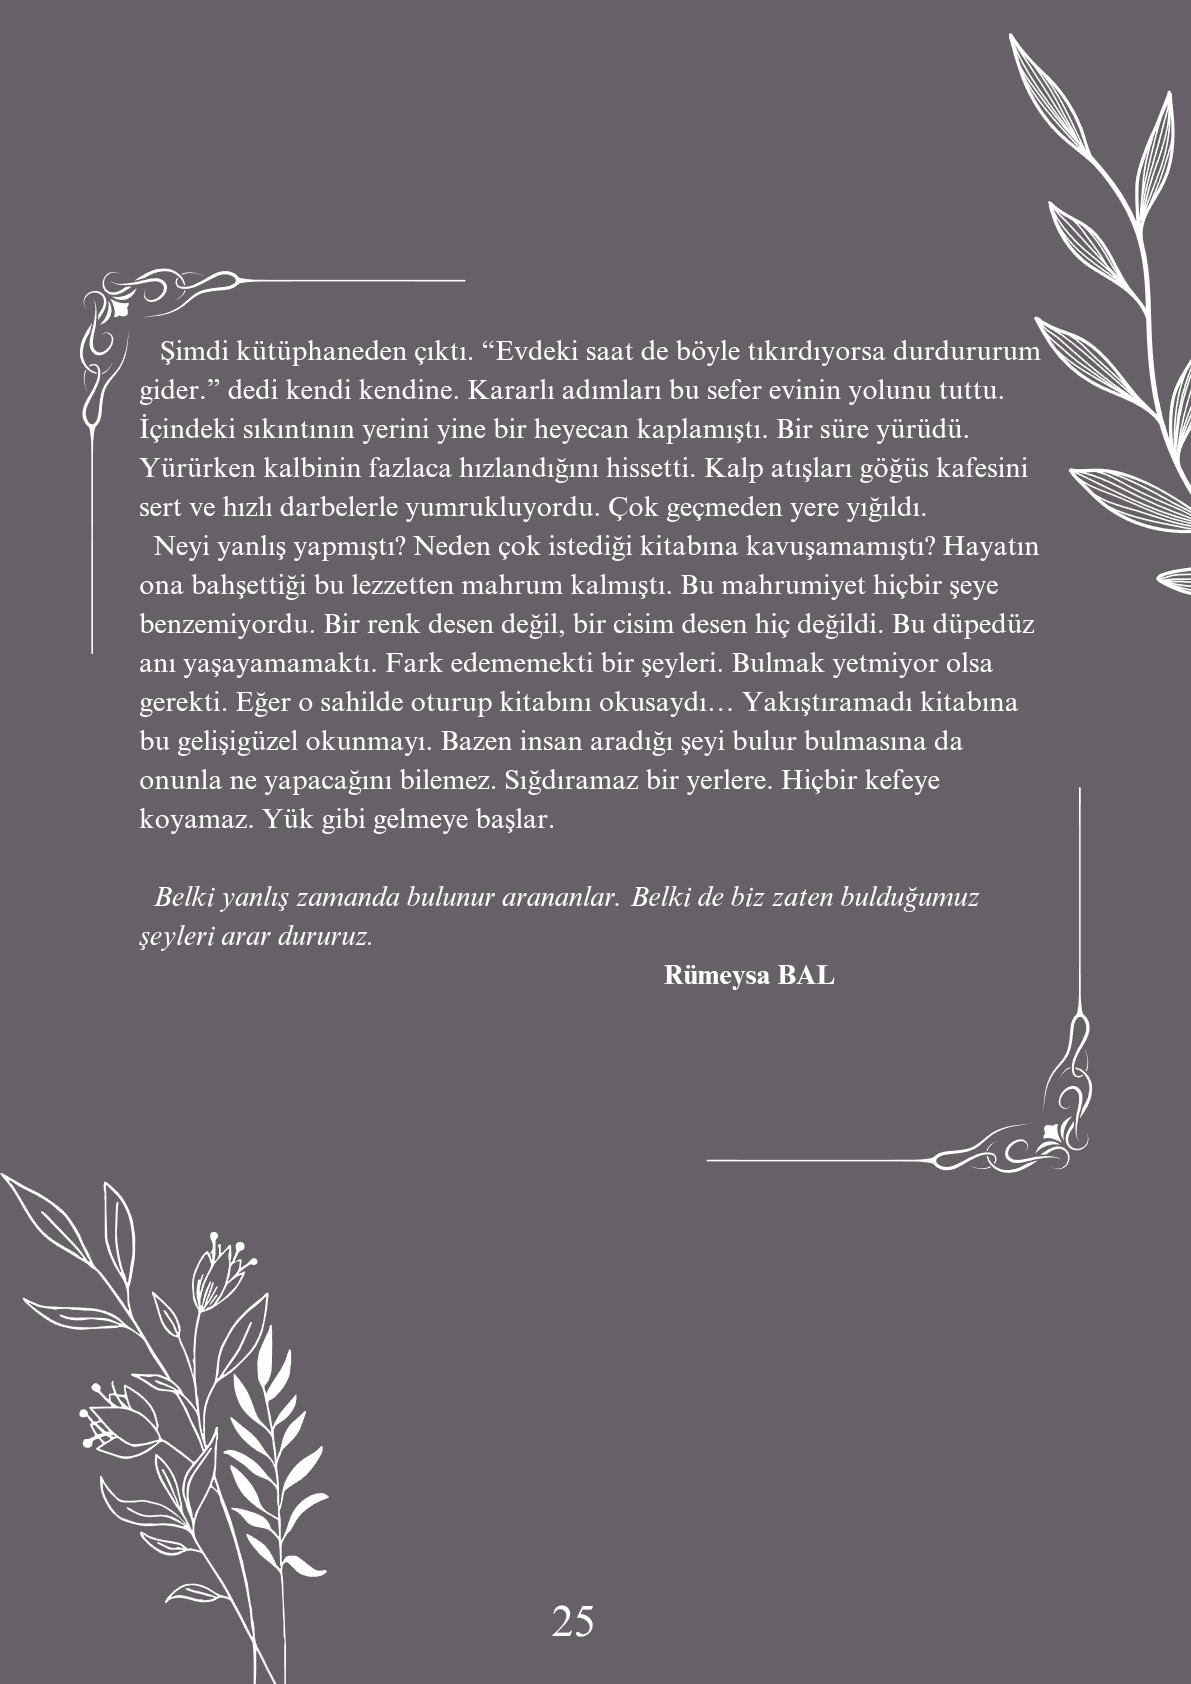 Şimdi kütüphaneden çıktı. “Evdeki saat de böyle tıkırdıyorsa durdururum
gider.” dedi kendi kendine. Kararlı adımları bu sefer evinin yolunu tuttu.
İçindeki sıkıntının yerini yine bir heyecan kaplamıştı. Bir süre yürüdü.
Yürürken kalbinin fazlaca hızlandığını hissetti. Kalp atışları göğüs kafesini
sert ve hızlı darbelerle yumrukluyordu. Çok geçmeden yere yığıldı.
Neyi yanlış yapmıştı? Neden çok istediği kitabına kavuşamamıştı? Hayatın
ona bahşettiği bu lezzetten mahrum kalmıştı. Bu mahrumiyet hiçbir şeye
benzemiyordu. Bir renk desen değil, bir cisim desen hiç değildi. Bu düpedüz
anı yaşayamamaktı. Fark edememekti bir şeyleri. Bulmak yetmiyor olsa
gerekti. Eğer o sahilde oturup kitabını okusaydı… Yakıştıramadı kitabına
bu gelişigüzel okunmayı. Bazen insan aradığı şeyi bulur bulmasına da
onunla ne yapacağını bilemez. Sığdıramaz bir yerlere. Hiçbir kefeye
koyamaz. Yük gibi gelmeye başlar.
Belki yanlış zamanda bulunur arananlar. Belki de biz zaten bulduğumuz
şeyleri arar dururuz.
Rümeysa BAL
25